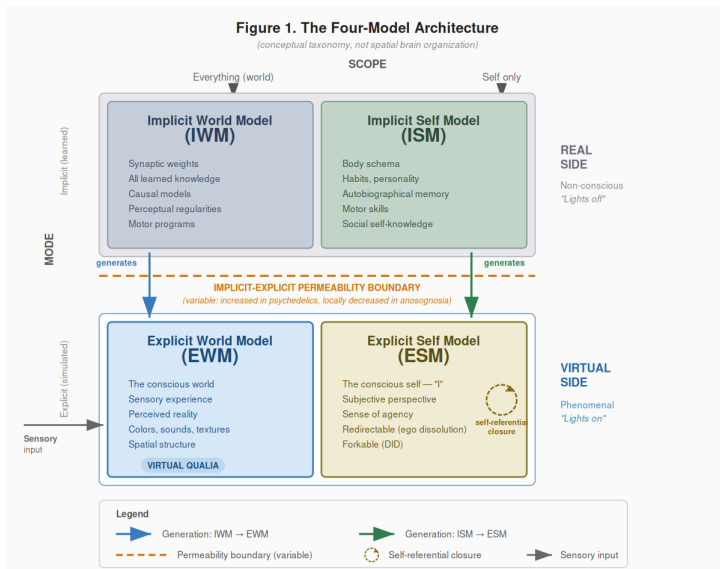 Figure 1. The Four-Model Architecture
(conceptual taxonomy, not spatial brain organization)
SCOPE
Everything (world)
Self only
MODE
Implicit (learned)
Implicit World Model
(IWM)
Synaptic weights
All learned knowledge
Causal models
Perceptual regularities
Motor programs
Implicit Self Model
(ISM)
Body schema
Habits, personality
Autobiographical memory
Motor skills
Social self-knowledge
REAL
SIDE
Non-conscious
"Lights off"
generates
generates
IMPLICIT-EXPLICIT PERMEABILITY BOUNDARY
(variable: increased in psychedelics, locally decreased in anosognosia)
Explicit (simulated)
Sensory
input
Explicit World Model
(EWM)
The conscious world
Sensory experience
Perceived reality
Colors, sounds, textures
Spatial structure
VIRTUAL QUALIA
Explicit Self Model
(ESM)
The conscious self — "I"
Subjective perspective
Sense of agency
Redirectable (ego dissolution)
Forkable (DID)
self-referential
closure
VIRTUAL
SIDE
Phenomenal
"Lights on"
Legend
Generation: IWM → EWM
Generation: ISM → ESM
Permeability boundary (variable)
Self-referential closure
Sensory input